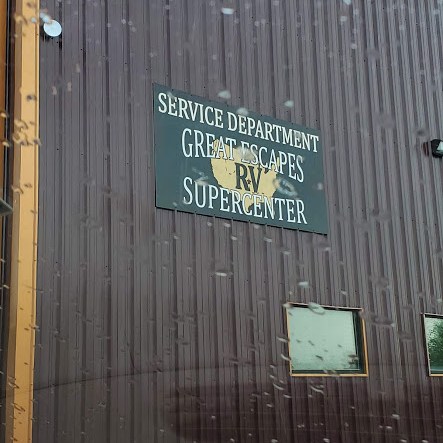 SERVICE DEPARTMENT
GREAT ESCAPES
RV
SUPERCENTER